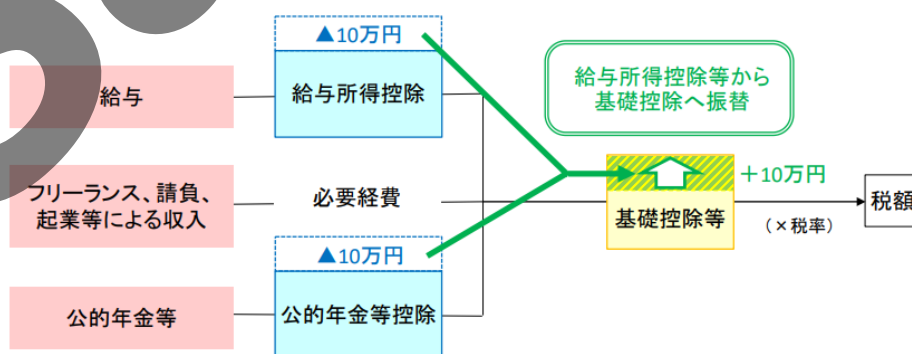 ▲10万円
給与所得控除等から
基礎控除へ振替
給与
給与所得控除
フリーランス、請負、
起業等による収入
必要経費
+10万円
基礎控除等
(×税率)
税額
▲10万円
公的年金等
公的年金等控除